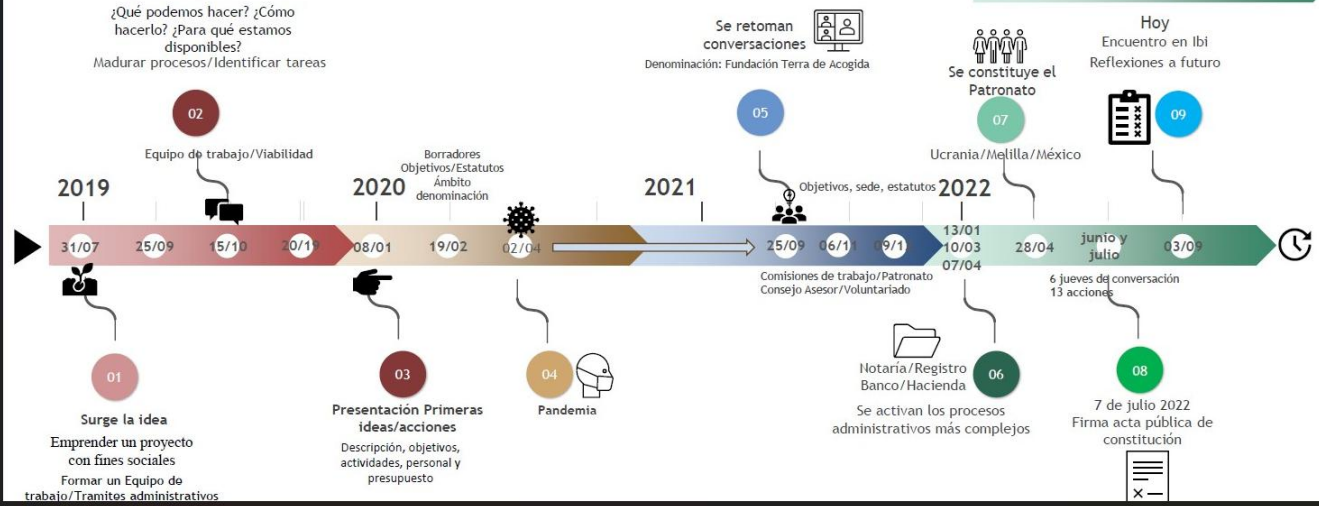 ¿Qué podemos hacer? ¿Cómo
hacerlo? ¿Para qué estamos
disponibles?
Madurar procesos/Identificar tareas
02
Equipo de trabajo/Viabilidad
Se retoman
conversaciones
Denominación: Fundación Terra de Acogida
05
Se constituye el
Patronato
07
Ucrania/Melilla/México
Hoy
Encuentro en Ibi
Reflexiones a futuro
09
Borradores
Objetivos/Estatutos
Ámbito
denominación
Objetivos, sede, estatutos
2019
2020
2021
2022
31/07
25/09
15/10
20/19
08/01
19/02
02/04
25/09
06/11
09/1
13/01
10/03
07/04
28/04
junio y
julio
03/09
Comisiones de trabajo/Patronato
Consejo Asesor/Voluntariado
6 jueves de conversación
13 acciones
01
Surge la idea
Emprender un proyecto
con fines sociales
Formar un Equipo de
trabajo/Tramites administrativos
03
Presentación Primeras
ideas/acciones
Descripción, objetivos,
actividades, personal y
presupuesto
04
Pandemia
Notaría/Registro
Banco/Hacienda
06
Se activan los procesos
administrativos más complejos
08
7 de julio 2022
Firma acta pública de
constitución